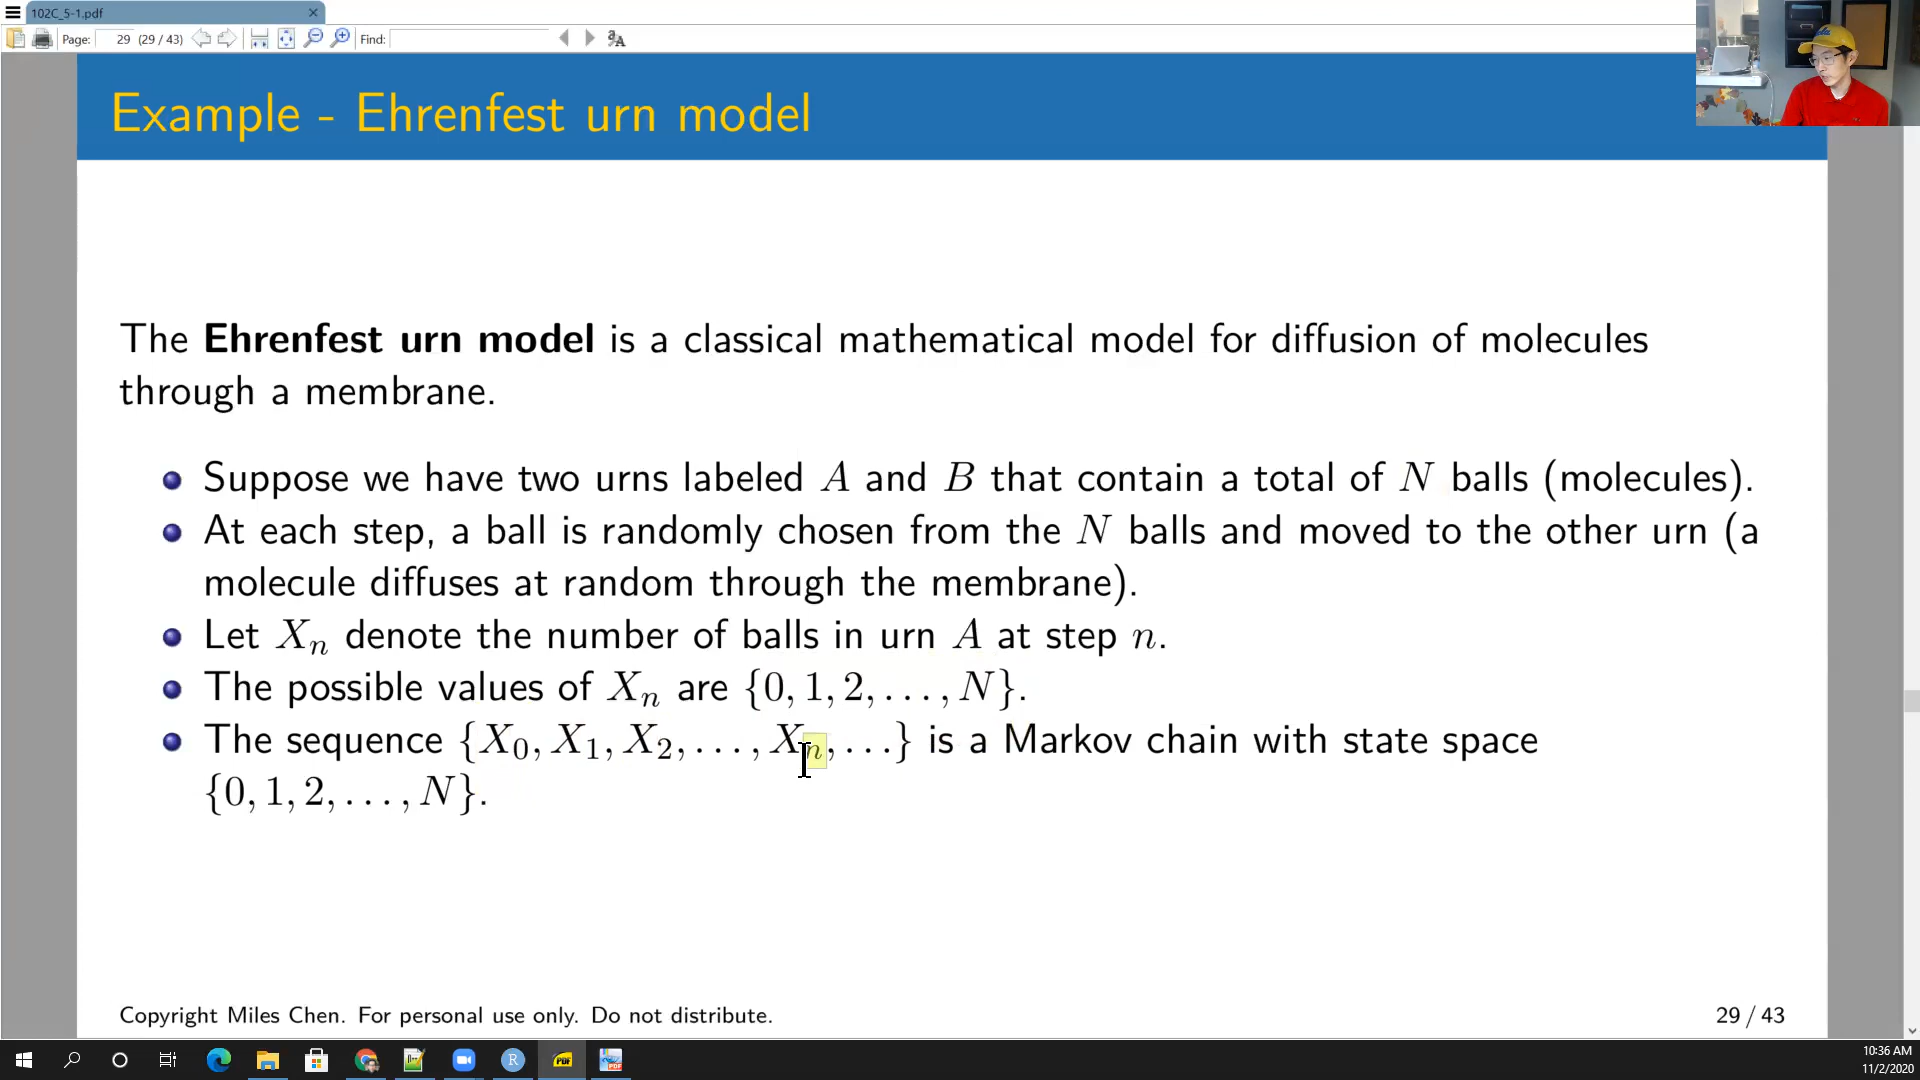 102C_5-1.pdf
Page: 29 (29 / 43) Find:
Example - Ehrenfest urn model
The Ehrenfest urn model is a classical mathematical model for diffusion of molecules
through a membrane.
Suppose we have two urns labeled A and B that contain a total of N balls (molecules).
At each step, a ball is randomly chosen from the N balls and moved to the other urn (a
molecule diffuses at random through the membrane).
Let Xₙ denote the number of balls in urn A at step n.
The possible values of Xₙ are {0, 1, 2, . . . , N}.
The sequence {X₀, X₁, X₂, . . . , Xₙ, . . .} is a Markov chain with state space
{0, 1, 2, . . . , N}.
Copyright Miles Chen. For personal use only. Do not distribute.
29 / 43
10:36 AM
11/2/2020